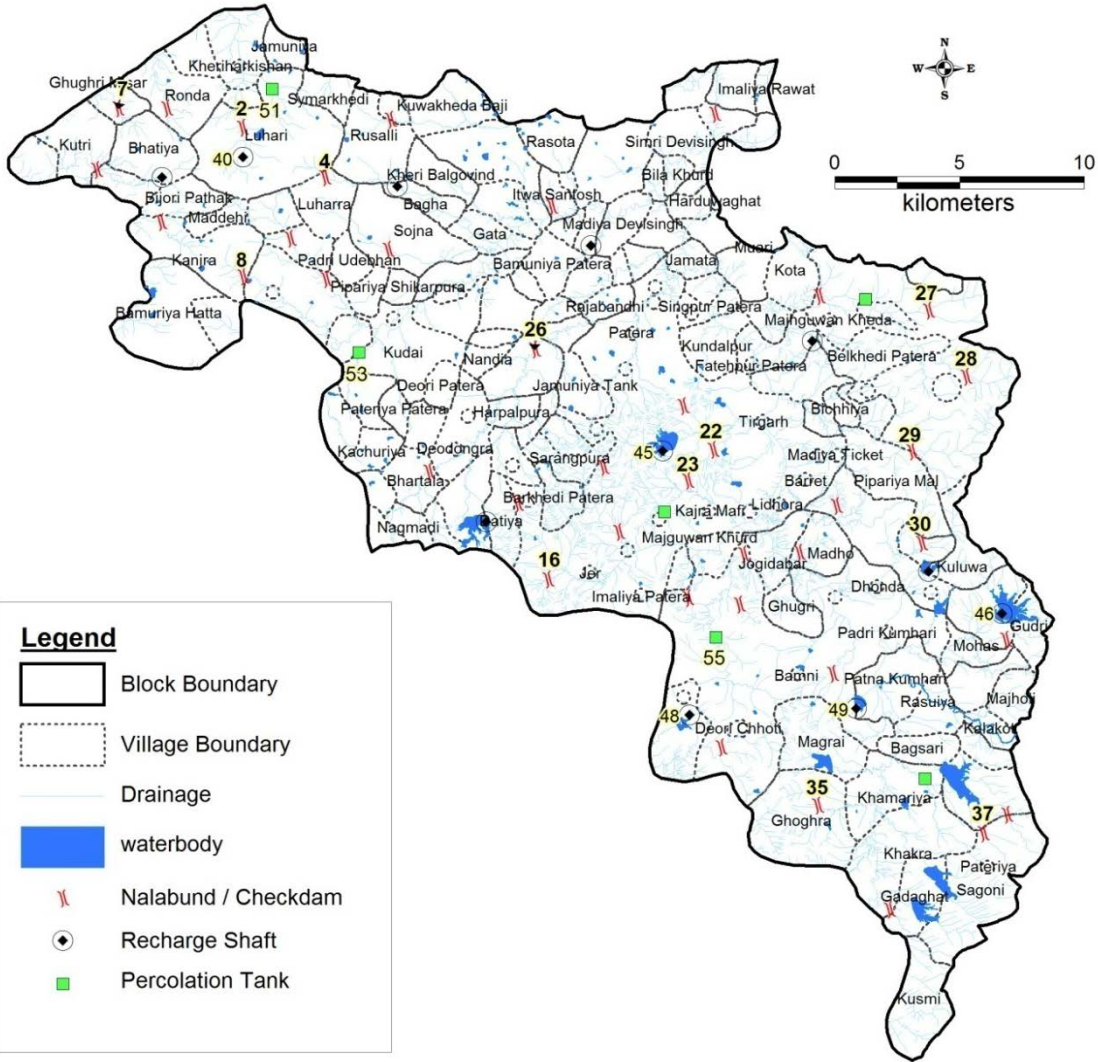 Jamuniya
N
W E
S
Kheriharkishan
Ghughri Nisar
7
Ronda
51
Symarkhedi
Kuwakheda Baji
Imaliya Rawat
2
Luhari
Rusalli
Rasota
Simri Devisingh
0 5 10
kilometers
Kutri
Bhatiya
40
4
Kheri Balgovind
Bila Khurd
Bijori Pathak
Luharra
Bagha
Itwa Santosh
Harduwaghat
Maddehi
Sojna
Gata
Madiya Devisingh
Muari
Kanjra
8
Padri Udebhan
Bamuniya Patera
Jamata
Kota
27
Pipariya Shikarpura
Bamuriya Hatta
Rajabandhi
Singpur Patera
Majhguwan Kheda
26
Patera
Kudai
Nandia
Kundalpur
Fatehpur Patera
Belkhedi Patera
28
53
Deori Patera
Jamuniya Tank
Pateriya Patera
Harpalpura
Bichhiya
Tirgarh
22
29
Kachuriya
Deodongra
Sarangpura
45
23
Madiya Ticket
Bhartala
Barkhedi Patera
Barret
Pipariya Mal
Kajra Mafi
Lidhora
Naqmadi
Datiya
Majguwan Khurd
30
16
Jer
Jogidabar
Madho
Kuluwa
Imaliya Patera
Ghugri
Dhonda
46
Gudri
55
Padri Kumhari
Mohas
Bamni
Patna Kumhari
48
49
Rasuiya
Majholi
Deori Chhoti
Kalakot
Magrai
Bagsari
35
Khamariya
37
Ghoghra
Khakra
Pateriya
Gadaghat
Sagoni
Kusmi
Legend
Block Boundary
Village Boundary
Drainage
waterbody
Nalabund / Checkdam
Recharge Shaft
Percolation Tank